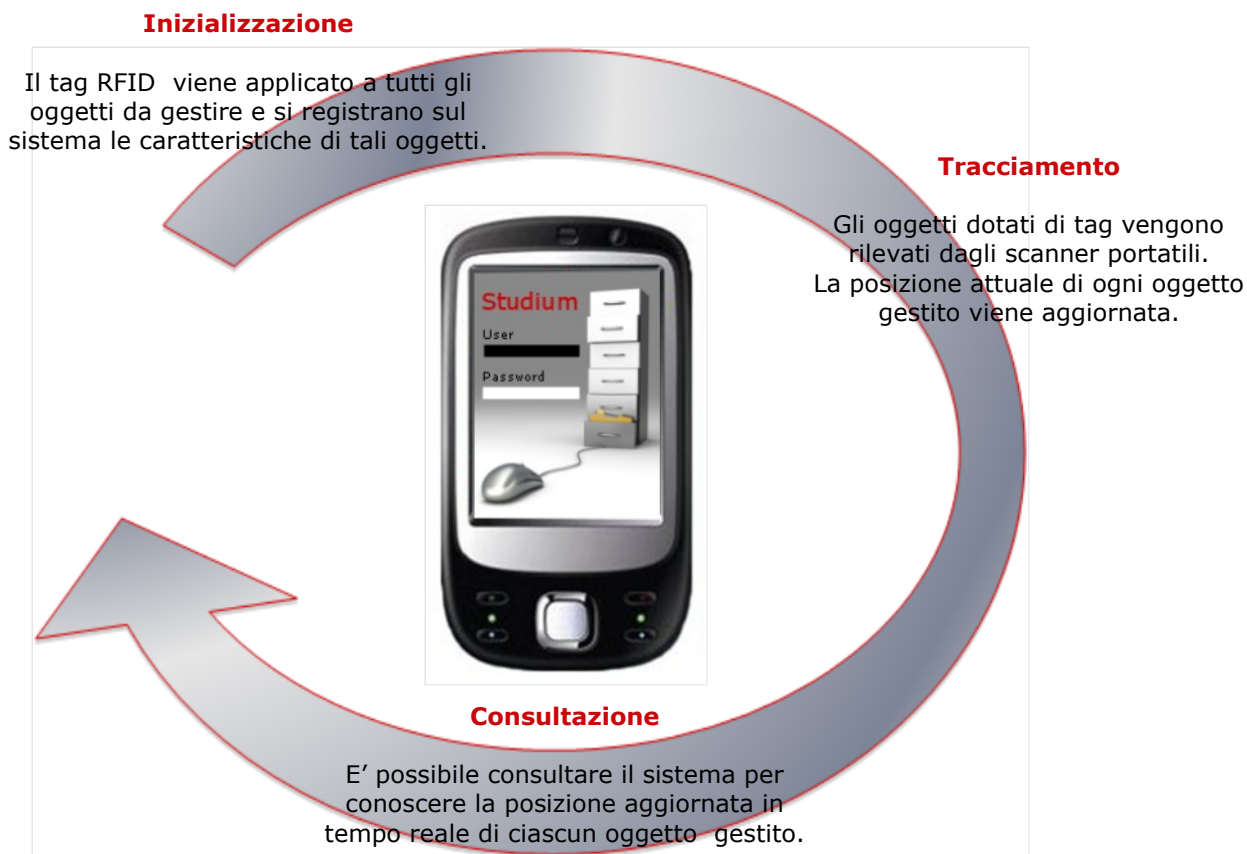 Inizializzazione
Il tag RFID viene applicato a tutti gli
oggetti da gestire e si registrano sul
sistema le caratteristiche di tali oggetti.
Tracciamento
Gli oggetti dotati di tag vengono
rilevati dagli scanner portatili.
La posizione attuale di ogni oggetto
gestito viene aggiornata.
Studium
User
Password
Consultazione
E’ possibile consultare il sistema per
conoscere la posizione aggiornata in
tempo reale di ciascun oggetto gestito.